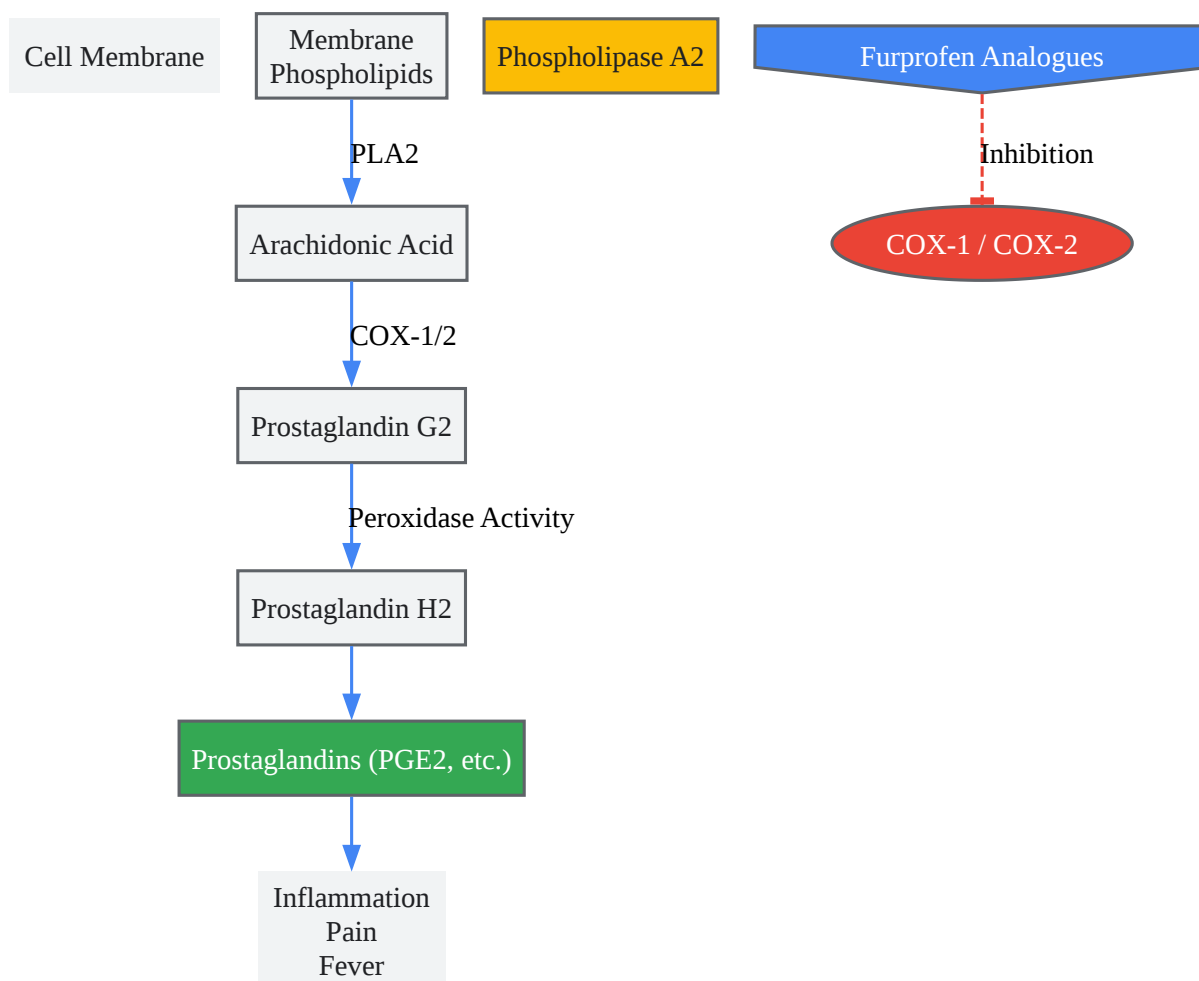 Cell Membrane
Membrane
Phospholipids
Phospholipase A2
Furprofen Analogues
PLA2
Inhibition
Arachidonic Acid
COX-1 / COX-2
COX-1/2
Prostaglandin G2
Peroxidase Activity
Prostaglandin H2
Prostaglandins (PGE2, etc.)
Inflammation
Pain
Fever